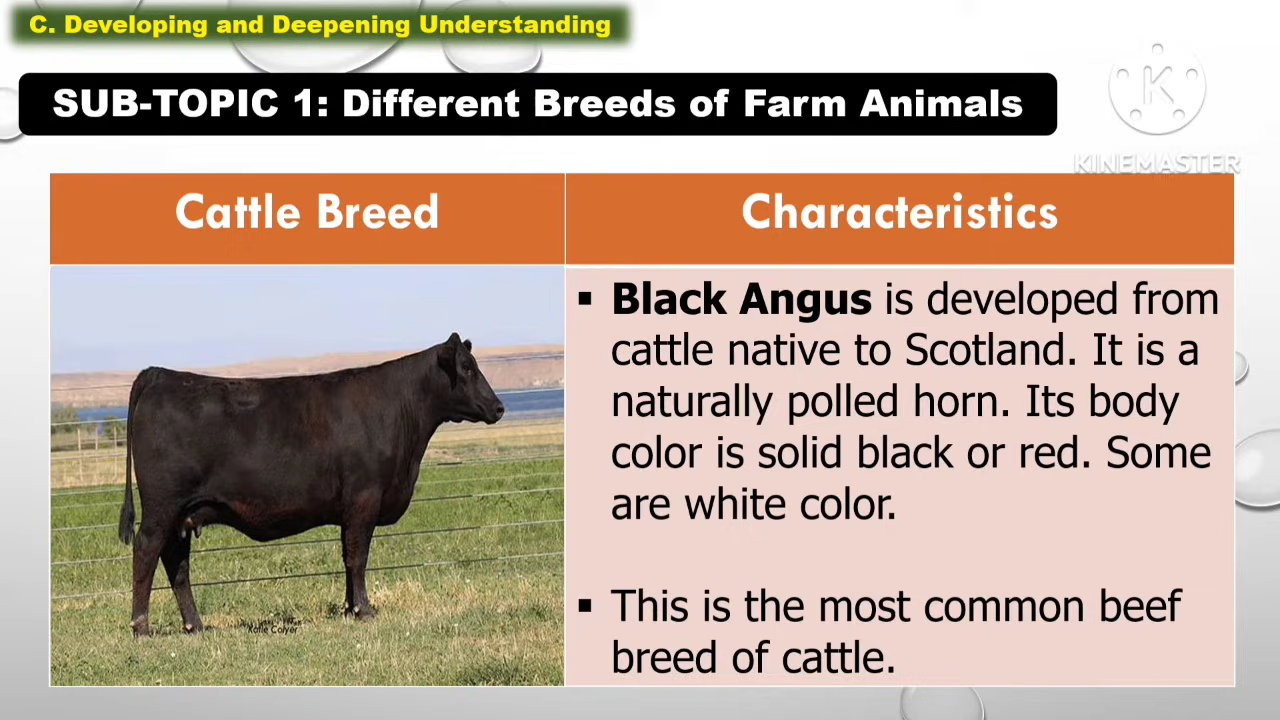 C. Developing and Deepening Understanding
SUB-TOPIC 1: Different Breeds of Farm Animals
K
KINEMASTER
Cattle Breed
Characteristics
▪ Black Angus is developed from
cattle native to Scotland. It is a
naturally polled horn. Its body
color is solid black or red. Some
are white color.
▪ This is the most common beef
breed of cattle.
Katie Colyer